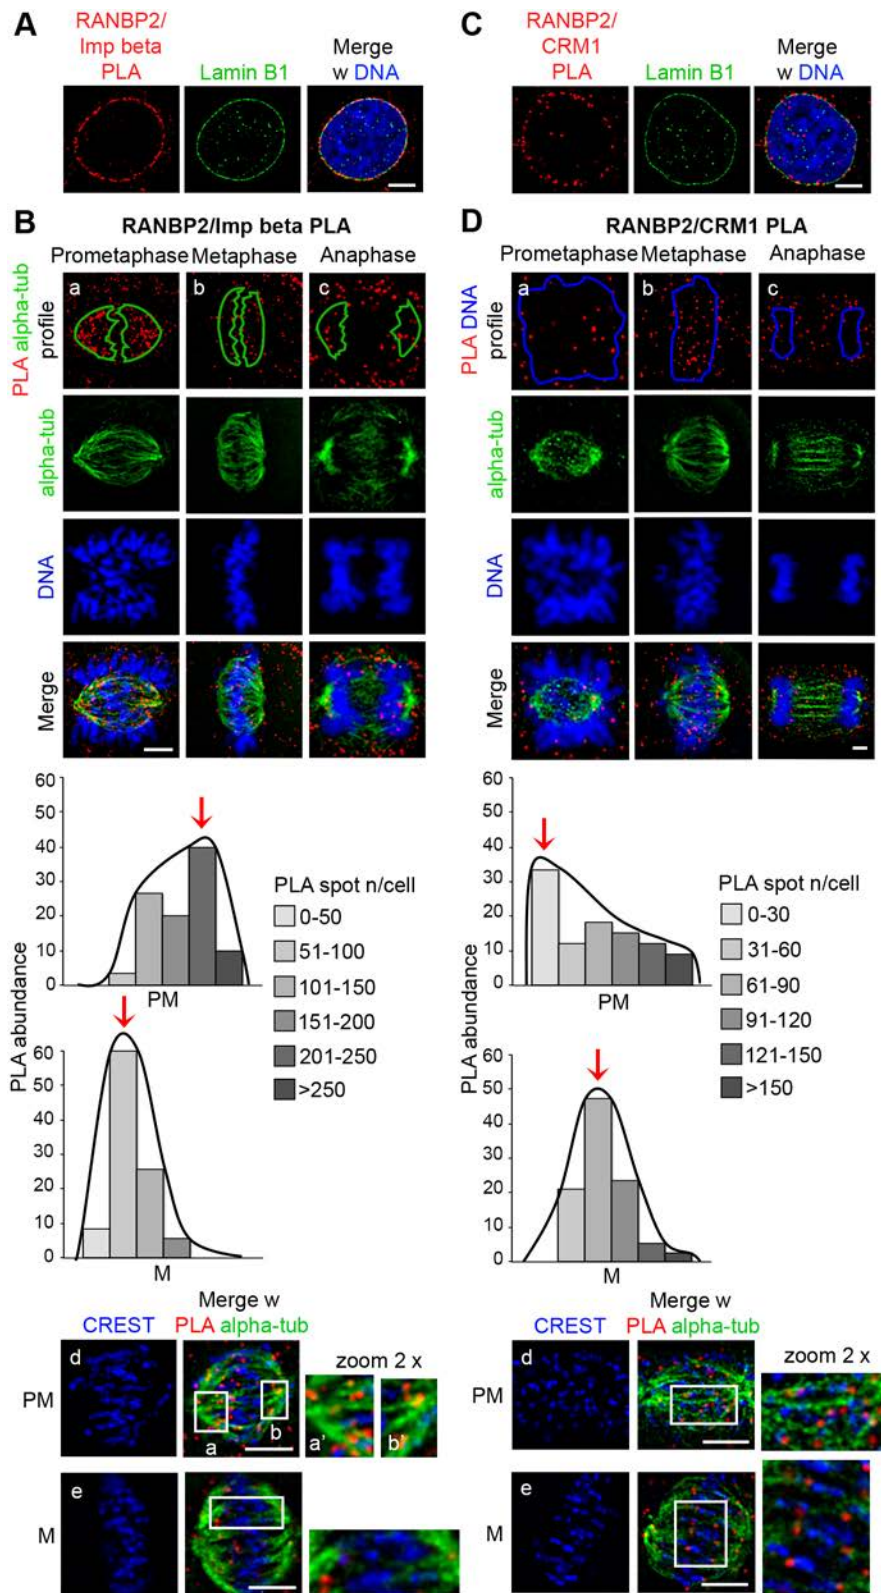 A
RANBP2/
Imp beta
PLA
Lamin B1
Merge
w DNA
C
RANBP2/
CRM1
PLA
Lamin B1
Merge
w DNA
B
RANBP2/Imp beta PLA
Prometaphase
Metaphase
Anaphase
PLA alpha-tub
profile
a
b
c
alpha-tub
DNA
Merge
D
RANBP2/CRM1 PLA
Prometaphase
Metaphase
Anaphase
PLA DNA
profile
a
b
c
alpha-tub
DNA
Merge
PLA abundance
60
50
40
30
20
10
0
PM
60
50
40
30
20
10
0
M
PLA spot n/cell
0-50
51-100
101-150
151-200
201-250
>250
PLA abundance
60
50
40
30
20
10
0
PM
60
50
40
30
20
10
0
M
PLA spot n/cell
0-30
31-60
61-90
91-120
121-150
>150
CREST
Merge w
PLA alpha-tub
zoom 2 x
PM
d
a
b
a'
b'
M
e
CREST
Merge w
PLA alpha-tub
zoom 2 x
PM
d
M
e